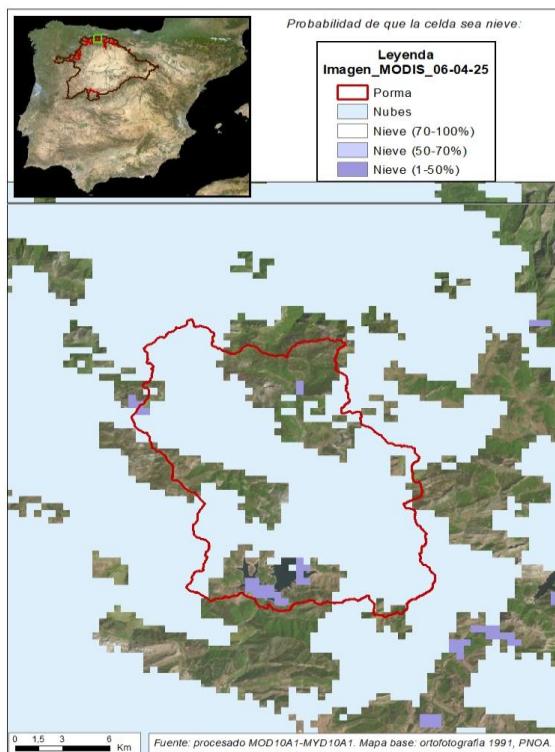 Probabilidad de que la celda sea nieve:
Leyenda
Imagen_MODIS_06-04-25
Porma
Nubes
Nieve (70-100%)
Nieve (50-70%)
Nieve (1-50%)
0 1,5 3 6
Km
Fuente: procesado MOD10A1-MYD10A1. Mapa base: ortofotografia 1991, PNOA